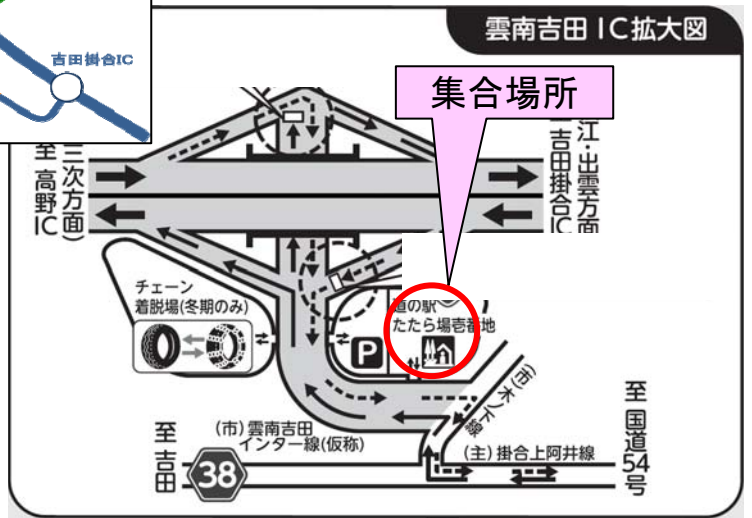 雲南吉田IC拡大図
吉田掛合IC
集合場所
至 高野IC
三次方面)
江・出雲方面
吉田掛合IC
チェーン
着脱場(冬期のみ)
道の駅
たたら場壱番地
P
(市)木ノ下線
(市)雲南吉田
インター線(仮称)
(主)掛合上阿井線
至 吉田
38
至 国道54号